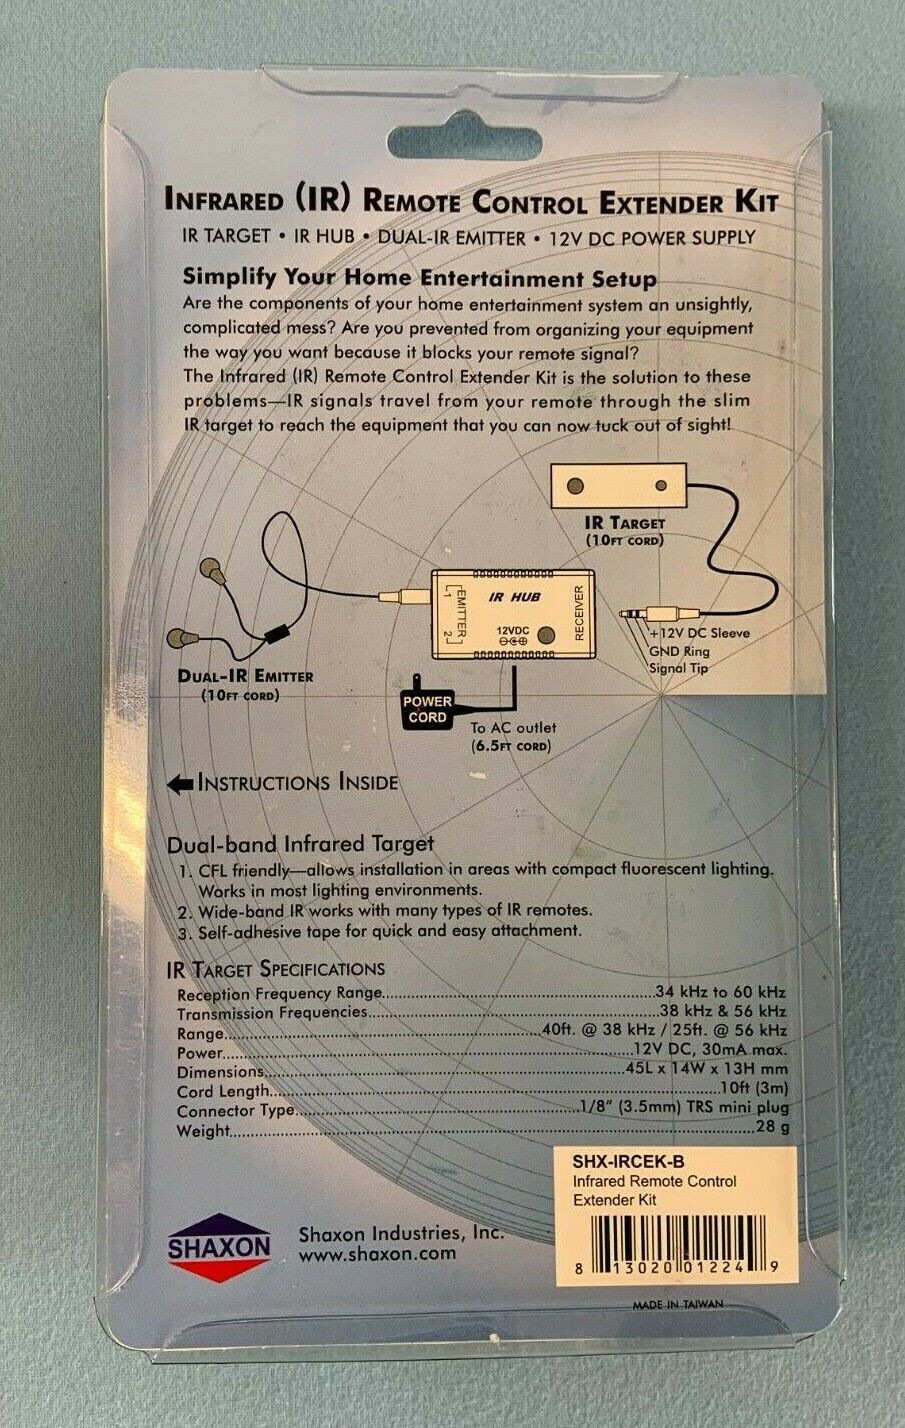 INFRARED (IR) REMOTE CONTROL EXTENDER KIT
IR TARGET • IR HUB • DUAL-IR EMITTER • 12V DC POWER SUPPLY
Simplify Your Home Entertainment Setup
Are the components of your home entertainment system an unsightly,
complicated mess? Are you prevented from organizing your equipment
the way you want because it blocks your remote signal?
The Infrared (IR) Remote Control Extender Kit is the solution to these
problems—IR signals travel from your remote through the slim
IR target to reach the equipment that you can now tuck out of sight!
IR TARGET
(10FT CORD)
EMITTER
1
2
IR HUB
12VDC
RECEIVER
+12V DC Sleeve
GND Ring
Signal Tip
DUAL-IR EMITTER
(10FT CORD)
POWER
CORD
To AC outlet
(6.5FT CORD)
INSTRUCTIONS INSIDE
Dual-band Infrared Target
1. CFL friendly—allows installation in areas with compact fluorescent lighting.
Works in most lighting environments.
2. Wide-band IR works with many types of IR remotes.
3. Self-adhesive tape for quick and easy attachment.
IR TARGET SPECIFICATIONS
Reception Frequency Range...34 kHz to 60 kHz
Transmission Frequencies...38 kHz & 56 kHz
Range...40ft. @ 38 kHz / 25ft. @ 56 kHz
Power...12V DC, 30mA max.
Dimensions...45L x 14W x 13H mm
Cord Length...10ft (3m)
Connector Type...1/8" (3.5mm) TRS mini plug
Weight...28 g
SHX-IRCEK-B
Infrared Remote Control
Extender Kit
8 13020 01224 9
SHAXON
Shaxon Industries, Inc.
www.shaxon.com
MADE IN TAIWAN